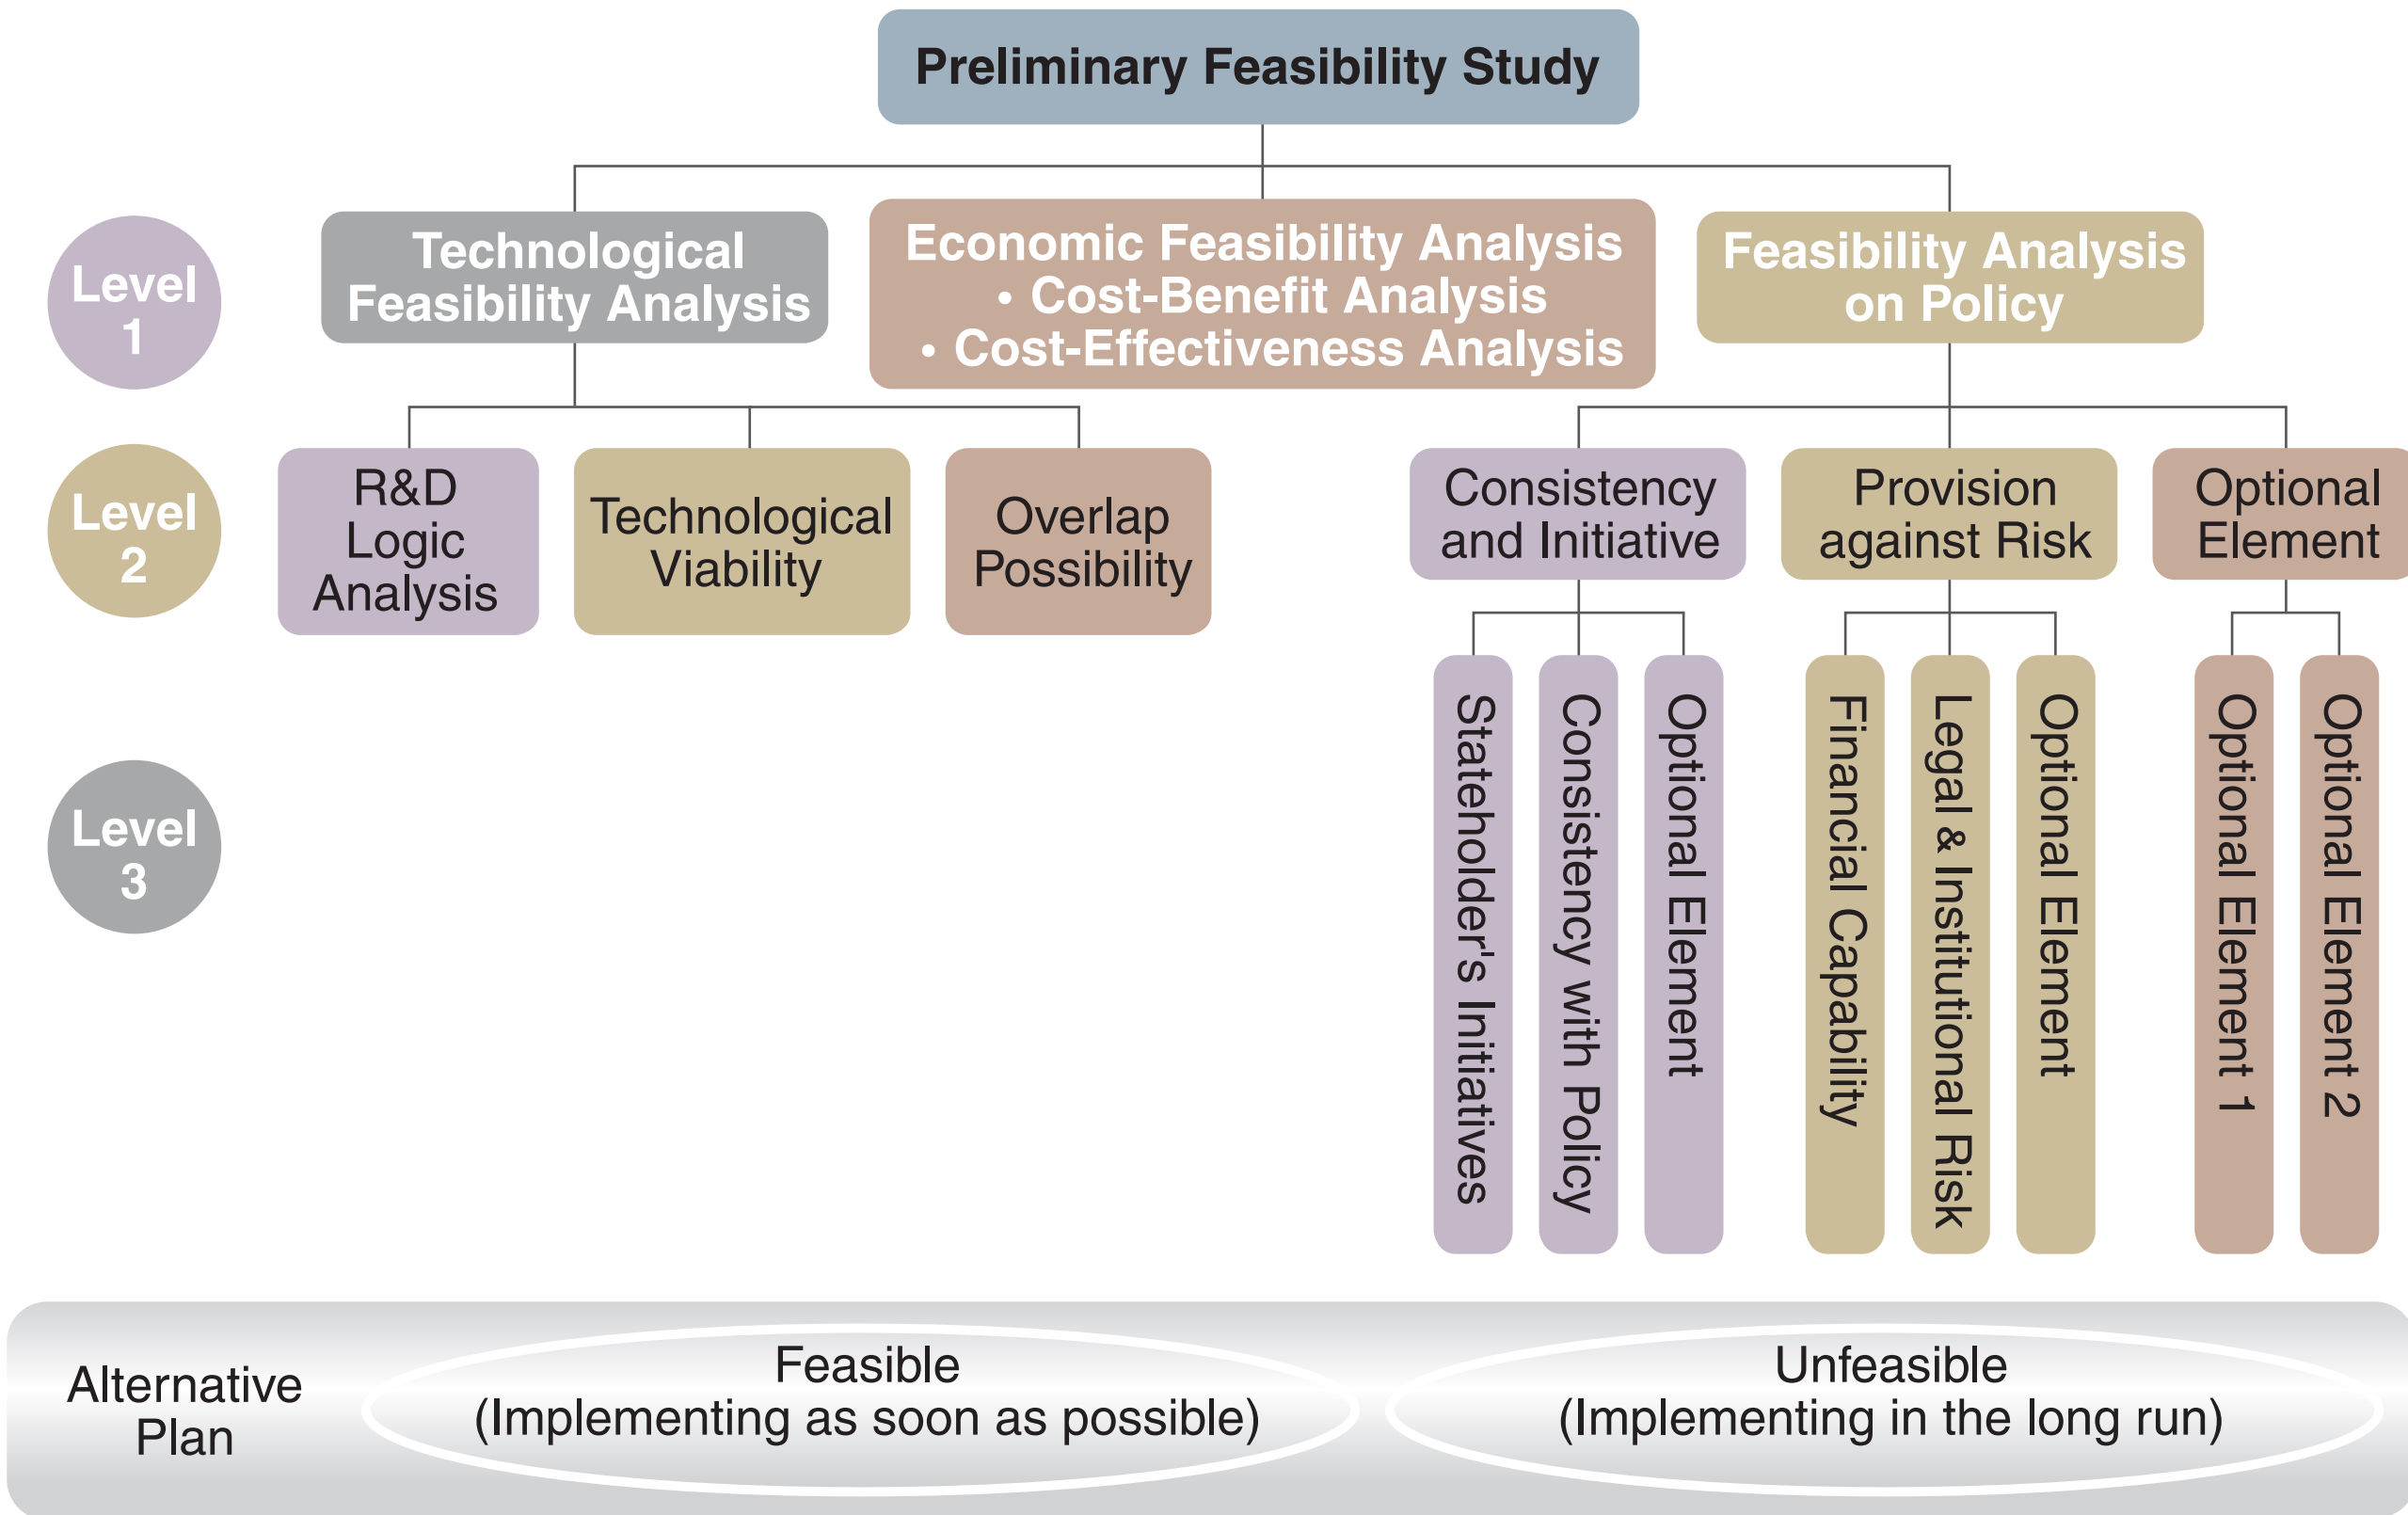 Preliminary Feasibility Study
Level
1
Technological
Feasibility Analysis
Economic Feasibility Analysis
• Cost-Benefit Analysis
• Cost-Effectiveness Analysis
Feasibility Analysis
on Policy
Level
2
R&D
Logic
Analysis
Technological
Viability
Overlap
Possibility
Consistency
and Initiative
Provision
against Risk
Optional
Element
Level
3
Stateholder's Initiatives
Consistency with Policy
Optional Element
Financial Capability
Legal & Institutional Risk
Optional Element
Optional Element 1
Optional Element 2
Alternative
Plan
Feasible
(Implementing as soon as possible)
Unfeasible
(Implementing in the long run)